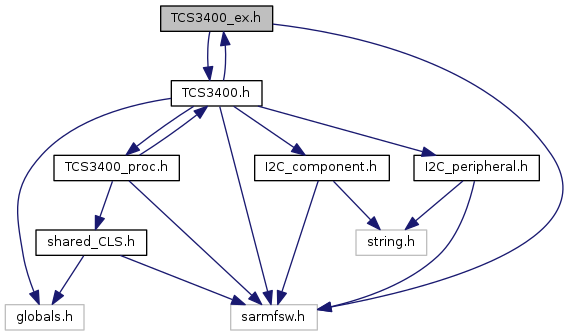 TCS3400_ex.h
TCS3400.h
TCS3400_proc.h
I2C_component.h
I2C_peripheral.h
shared_CLS.h
string.h
globals.h
sarmfsw.h